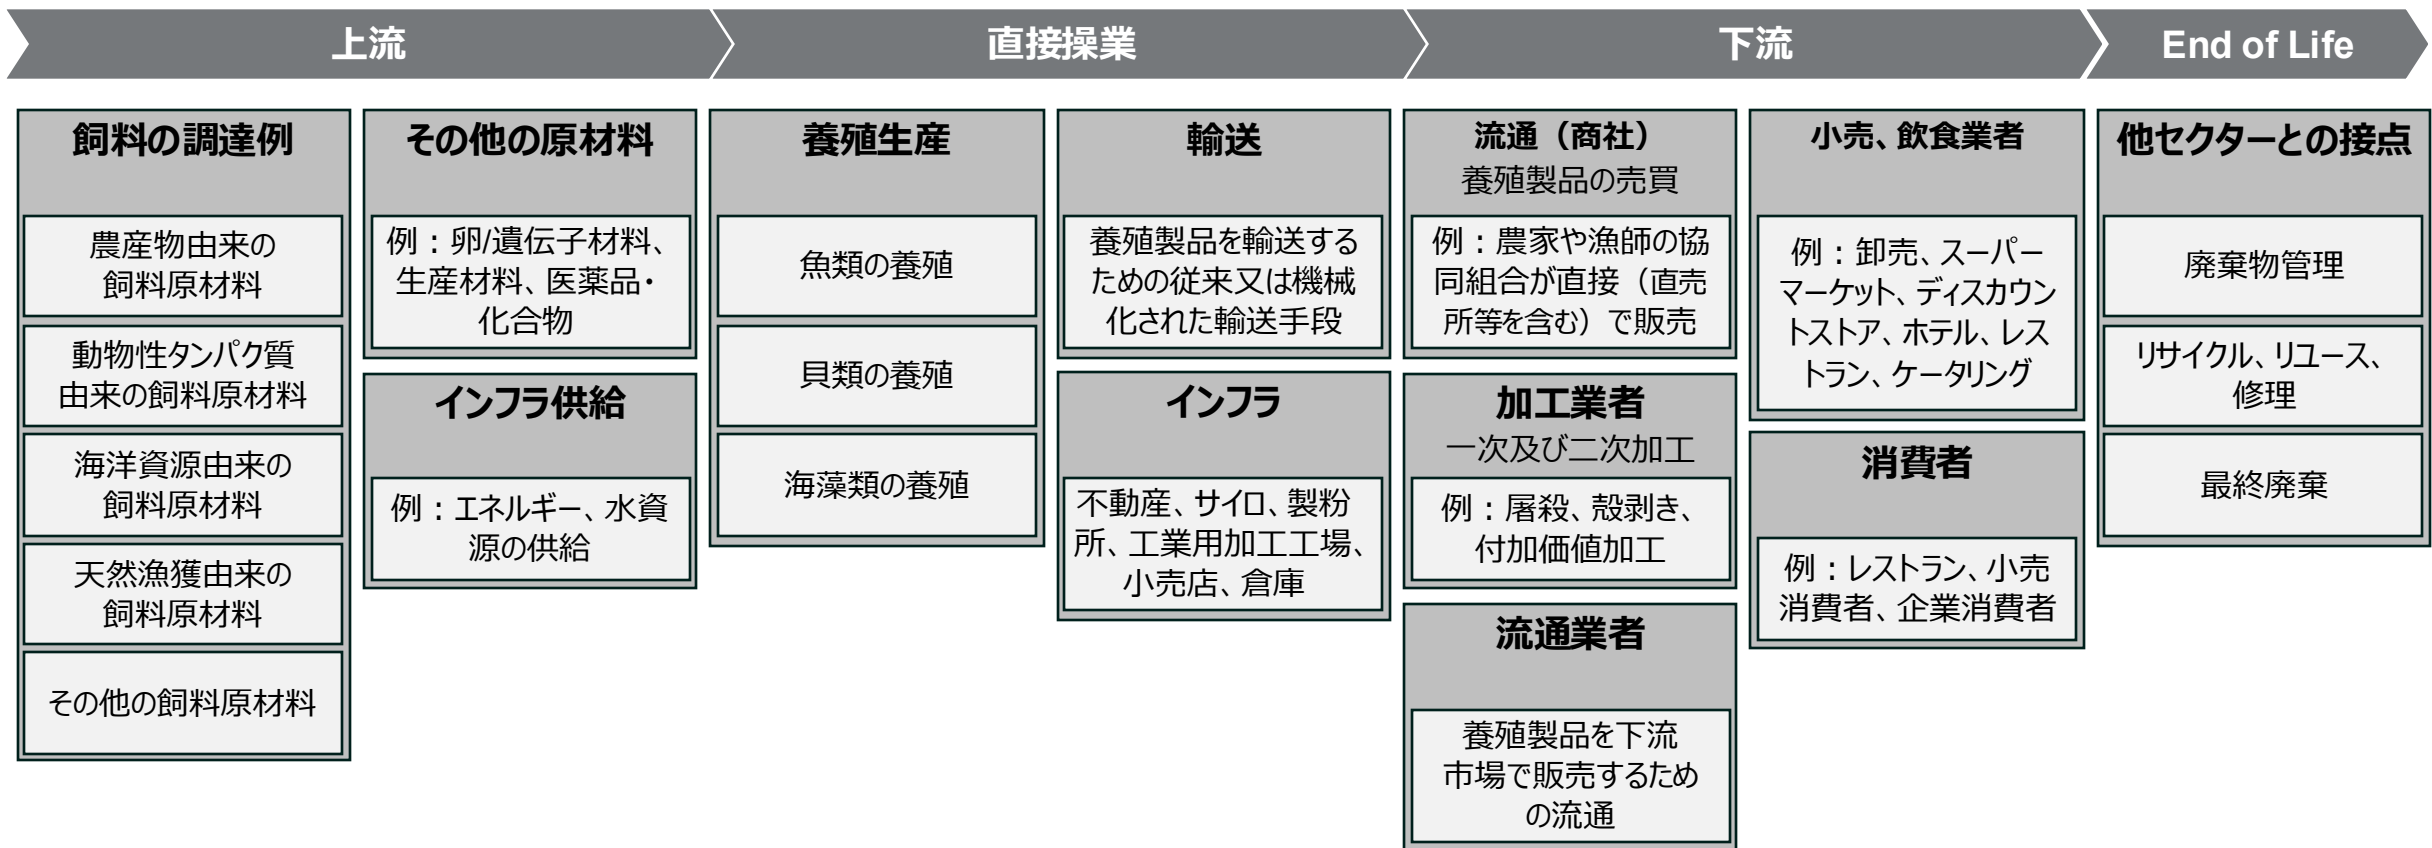 上流
直接操業
下流
End of Life
飼料の調達例
農産物由来の
飼料原材料
動物性タンパク質
由来の飼料原材料
海洋資源由来の
飼料原材料
天然漁獲由来の
飼料原材料
その他の飼料原材料
その他の原材料
例：卵/遺伝子材料、
生産材料、医薬品・
化合物
インフラ供給
例：エネルギー、水資
源の供給
養殖生産
魚類の養殖
貝類の養殖
海藻類の養殖
輸送
養殖製品を輸送する
ための従来又は機械
化された輸送手段
インフラ
不動産、サイロ、製粉
所、工業用加工工場、
小売店、倉庫
流通（商社）
養殖製品の売買
例：農家や漁師の協
同組合が直接（直売
所等を含む）で販売
加工業者
一次及び二次加工
例：屠殺、殻剥き、
付加価値加工
流通業者
養殖製品を下流
市場で販売するため
の流通
小売、飲食業者
例：卸売、スーパー
マーケット、ディスカウン
トストア、ホテル、レス
トラン、ケータリング
消費者
例：レストラン、小売
消費者、企業消費者
他セクターとの接点
廃棄物管理
リサイクル、リユース、
修理
最終廃棄